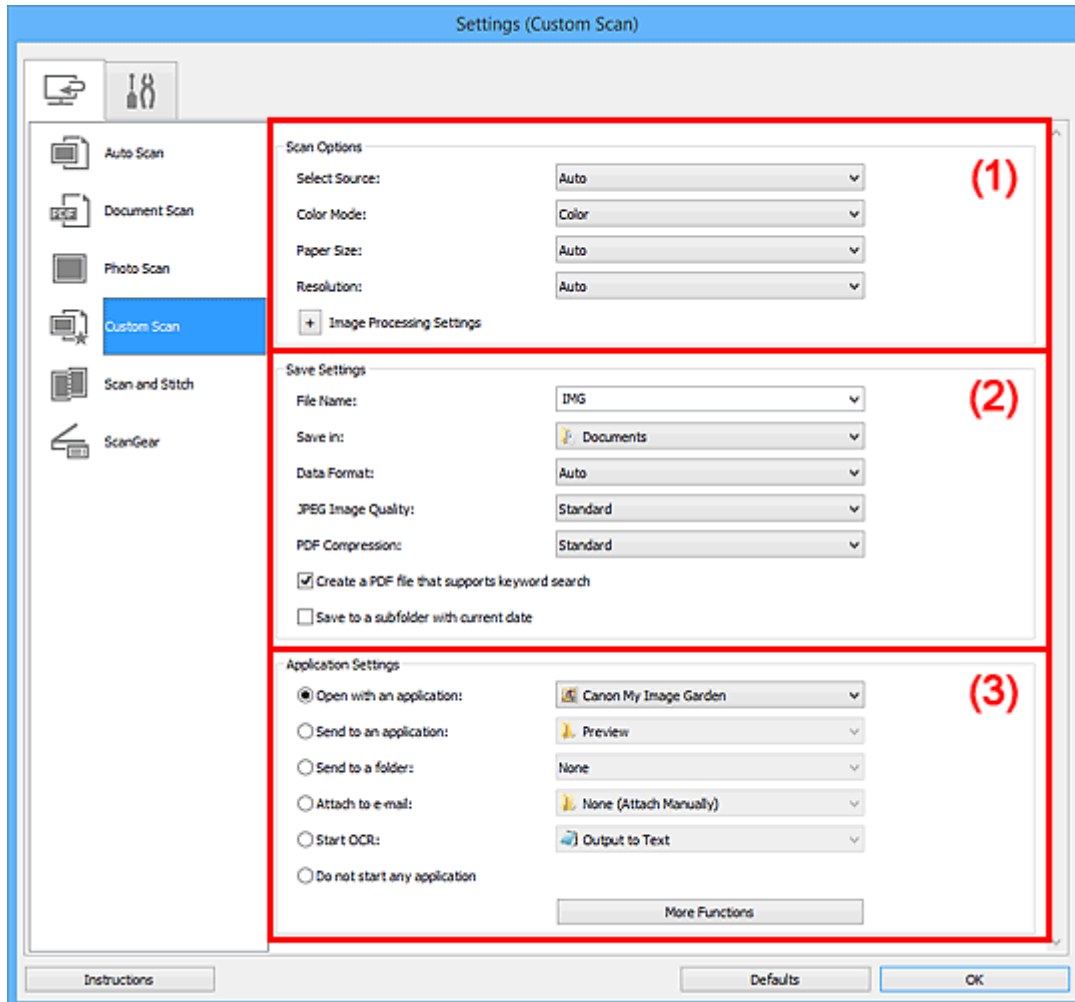 Settings (Custom Scan)
Auto Scan
PDF
Document Scan
Photo Scan
Custom Scan
Scan and Stitch
ScanGear
Scan Options
(1)
Select Source: Auto
Color Mode: Color
Paper Size: Auto
Resolution: Auto
+ Image Processing Settings
Save Settings
(2)
File Name: IMG
Save in: Documents
Data Format: Auto
JPEG Image Quality: Standard
PDF Compression: Standard
Create a PDF file that supports keyword search
Save to a subfolder with current date
Application Settings
(3)
Open with an application: Canon My Image Garden
Send to an application: Preview
Send to a folder: None
Attach to e-mail: None (Attach Manually)
Start OCR: Output to Text
Do not start any application
More Functions
Instructions Defaults OK